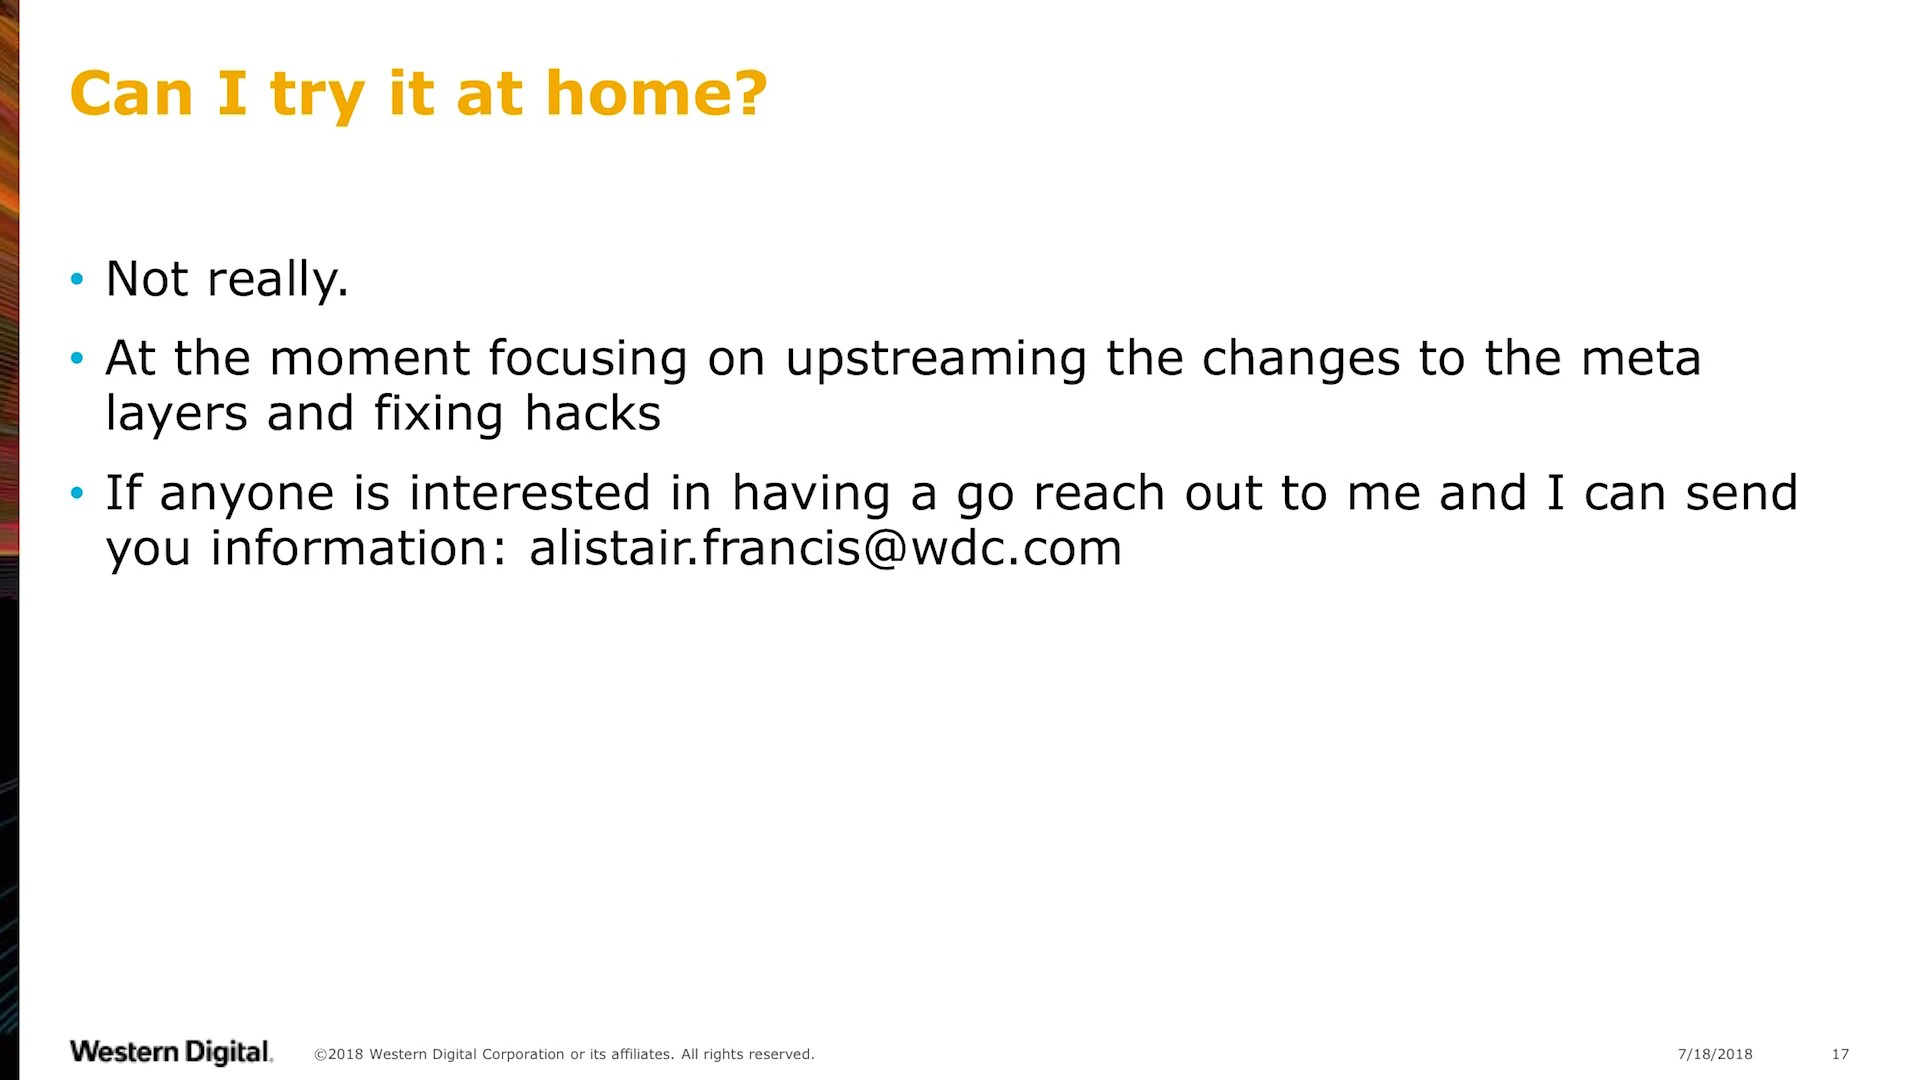 Can I try it at home?
• Not really.
• At the moment focusing on upstreaming the changes to the meta
layers and fixing hacks
• If anyone is interested in having a go reach out to me and I can send
you information: alistair.francis@wdc.com
Western Digital. ©2018 Western Digital Corporation or its affiliates. All rights reserved. 7/18/2018 17